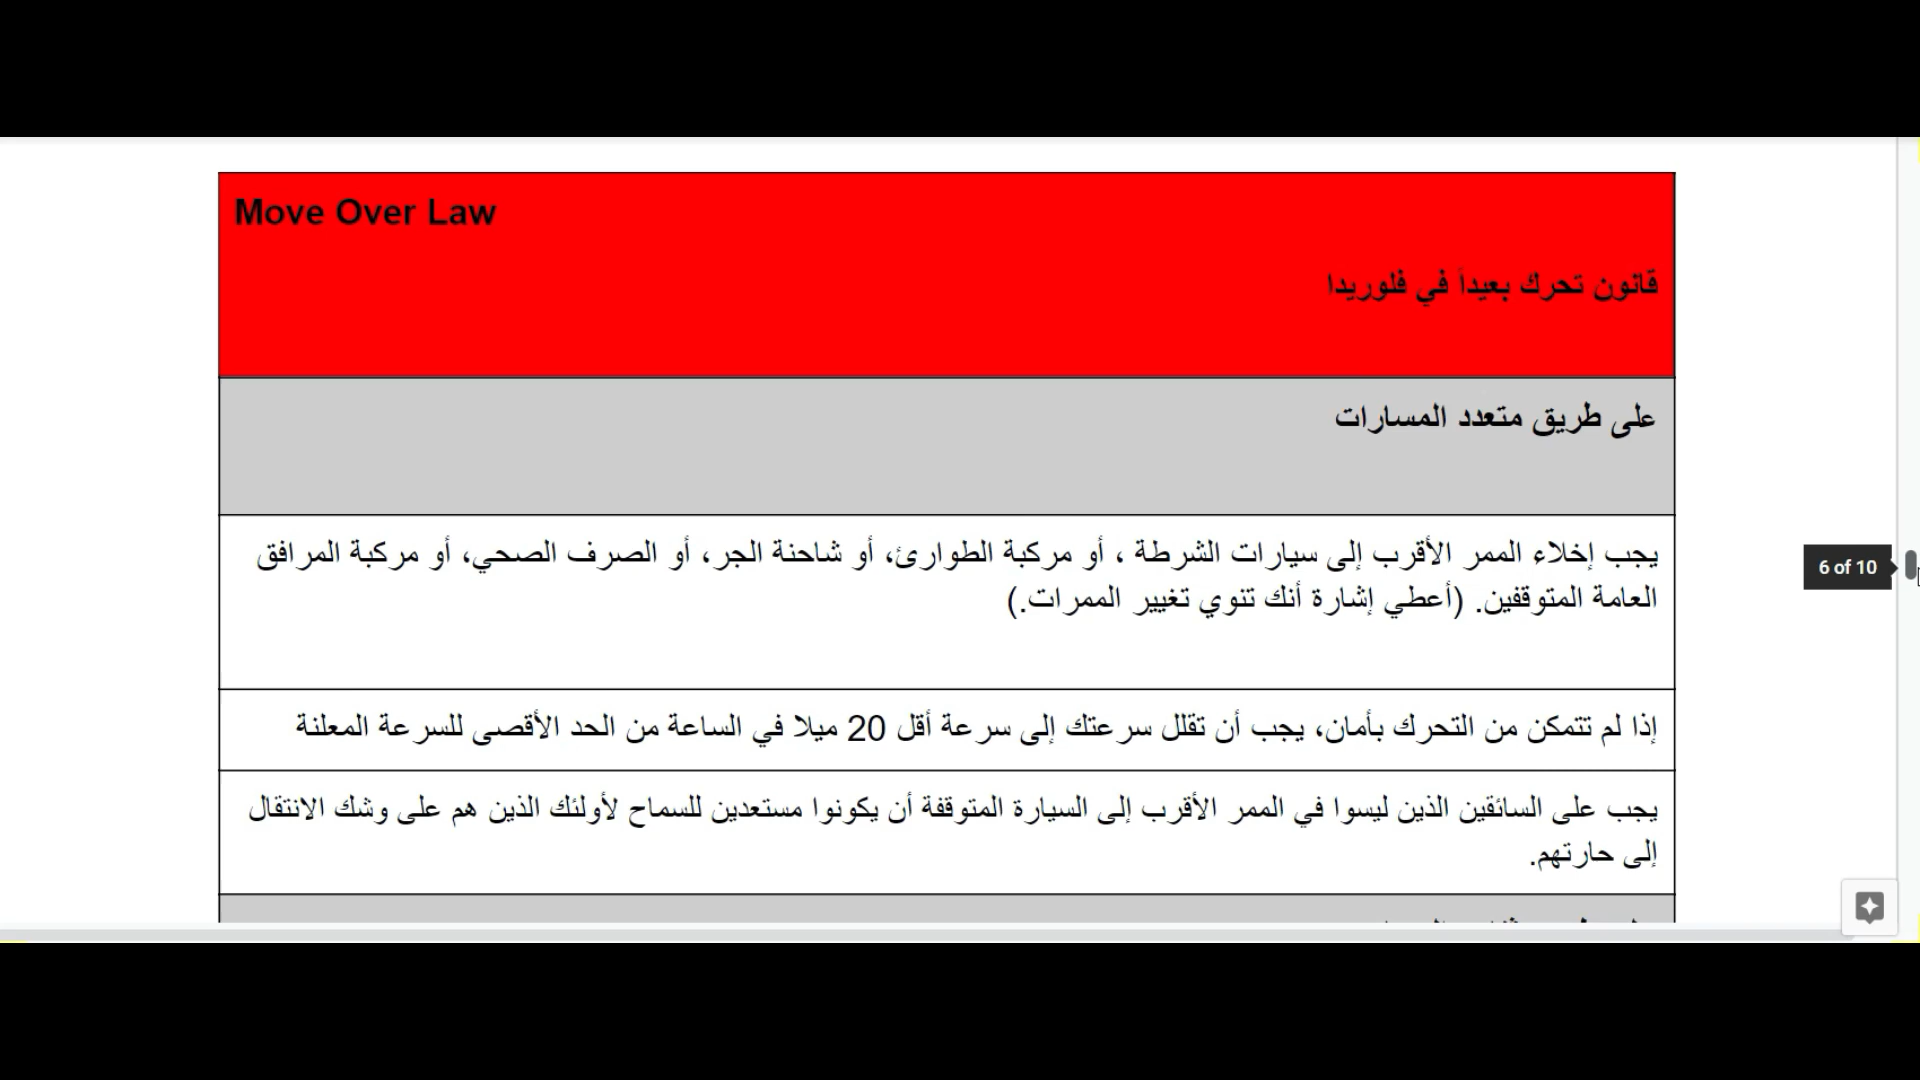 Move Over Law
قانون تحرك بعيداً في فلوريدا
على طريق متعدد المسارات
يجب إخلاء الممر الأقرب إلى سيارات الشرطة ، أو مركبة الطوارئ، أو شاحنة الجر، أو الصرف الصحي، أو مركبة المرافق
العامة المتوقفين. (أعطي إشارة أنك تنوي تغيير الممرات.)
إذا لم تتمكن من التحرك بأمان، يجب أن تقلل سرعتك إلى سرعة أقل 20 ميلا في الساعة من الحد الأقصى للسرعة المعلنة
يجب على السائقين الذين ليسوا في الممر الأقرب إلى السيارة المتوقفة أن يكونوا مستعدين للسماح لأولئك الذين هم على وشك الانتقال
إلى حارتهم.
6 of 10